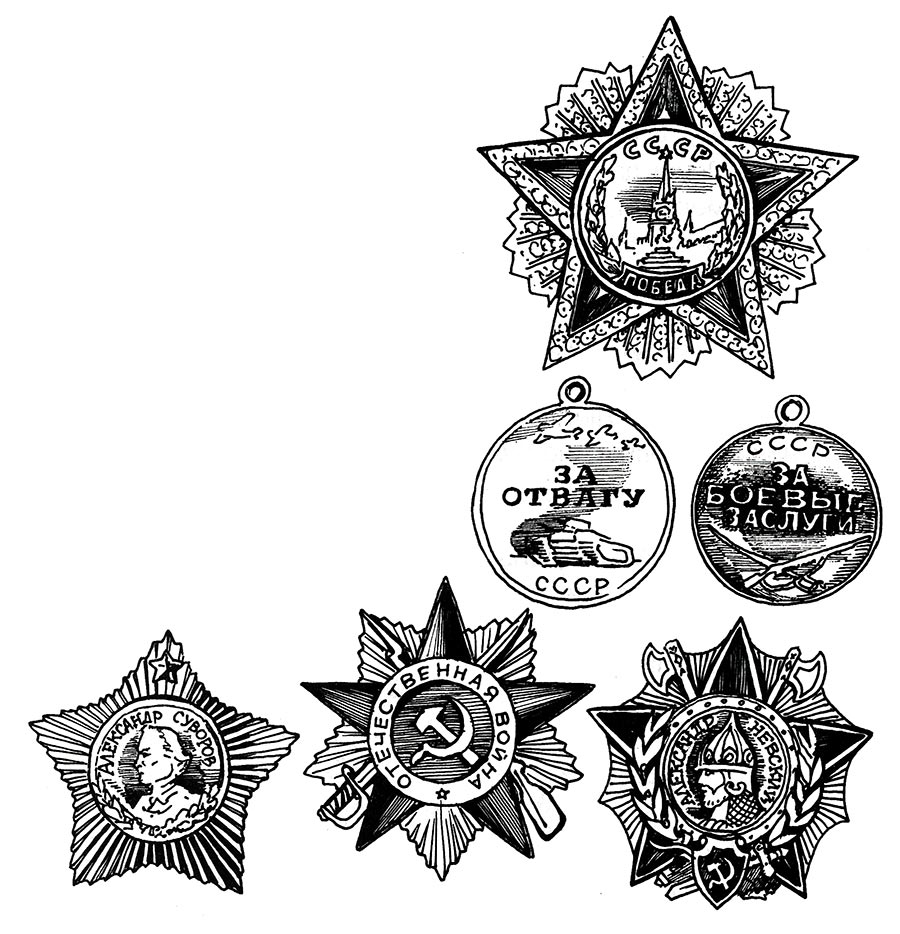 СССР
ПОБЕДА
ЗА
ОТВАГУ
СССР
СССР
ЗА
БОЕВЫЕ
ЗАСЛУГИ
АЛЕКСАНДР СУВОРОВ
ОТЕЧЕСТВЕННАЯ ВОЙНА
АЛЕКСАНДР НЕВСКИЙ